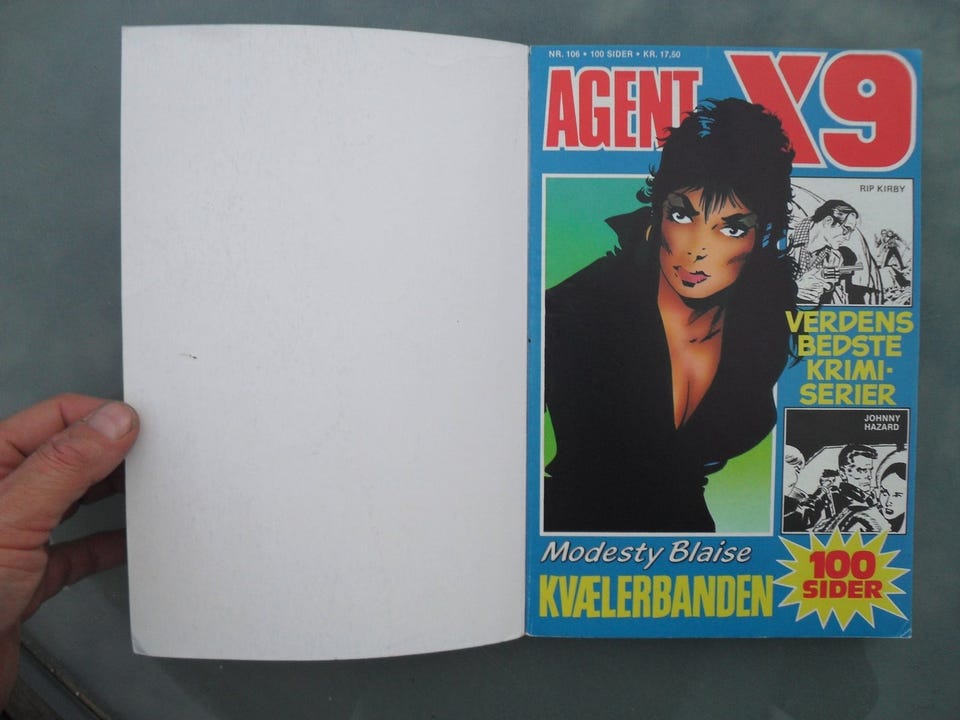 NR. 106 • 100 SIDER • KR. 17,50
AGENT X9
RIP KIRBY
VERDENS
BEDSTE
KRIMI-
SERIER
JOHNNY
HAZARD
Modesty Blaise
KVÆLERBANDEN
100
SIDER